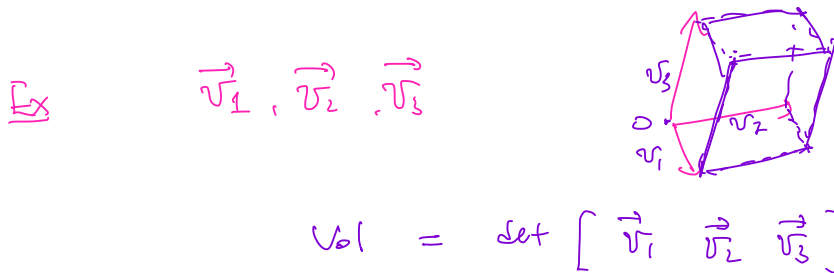 Ex v⃗1 , v⃗2 , v⃗3
v3
0
v2
v1
Vol = det [ v⃗1 v⃗2 v⃗3 ]